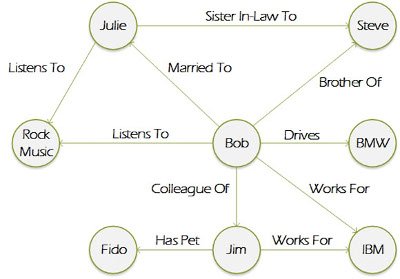 Julie
Sister In-Law To
Steve
Listens To
Married To
Brother Of
Rock
Music
Listens To
Bob
Drives
BMW
Colleague Of
Works For
Fido
Has Pet
Jim
Works For
IBM